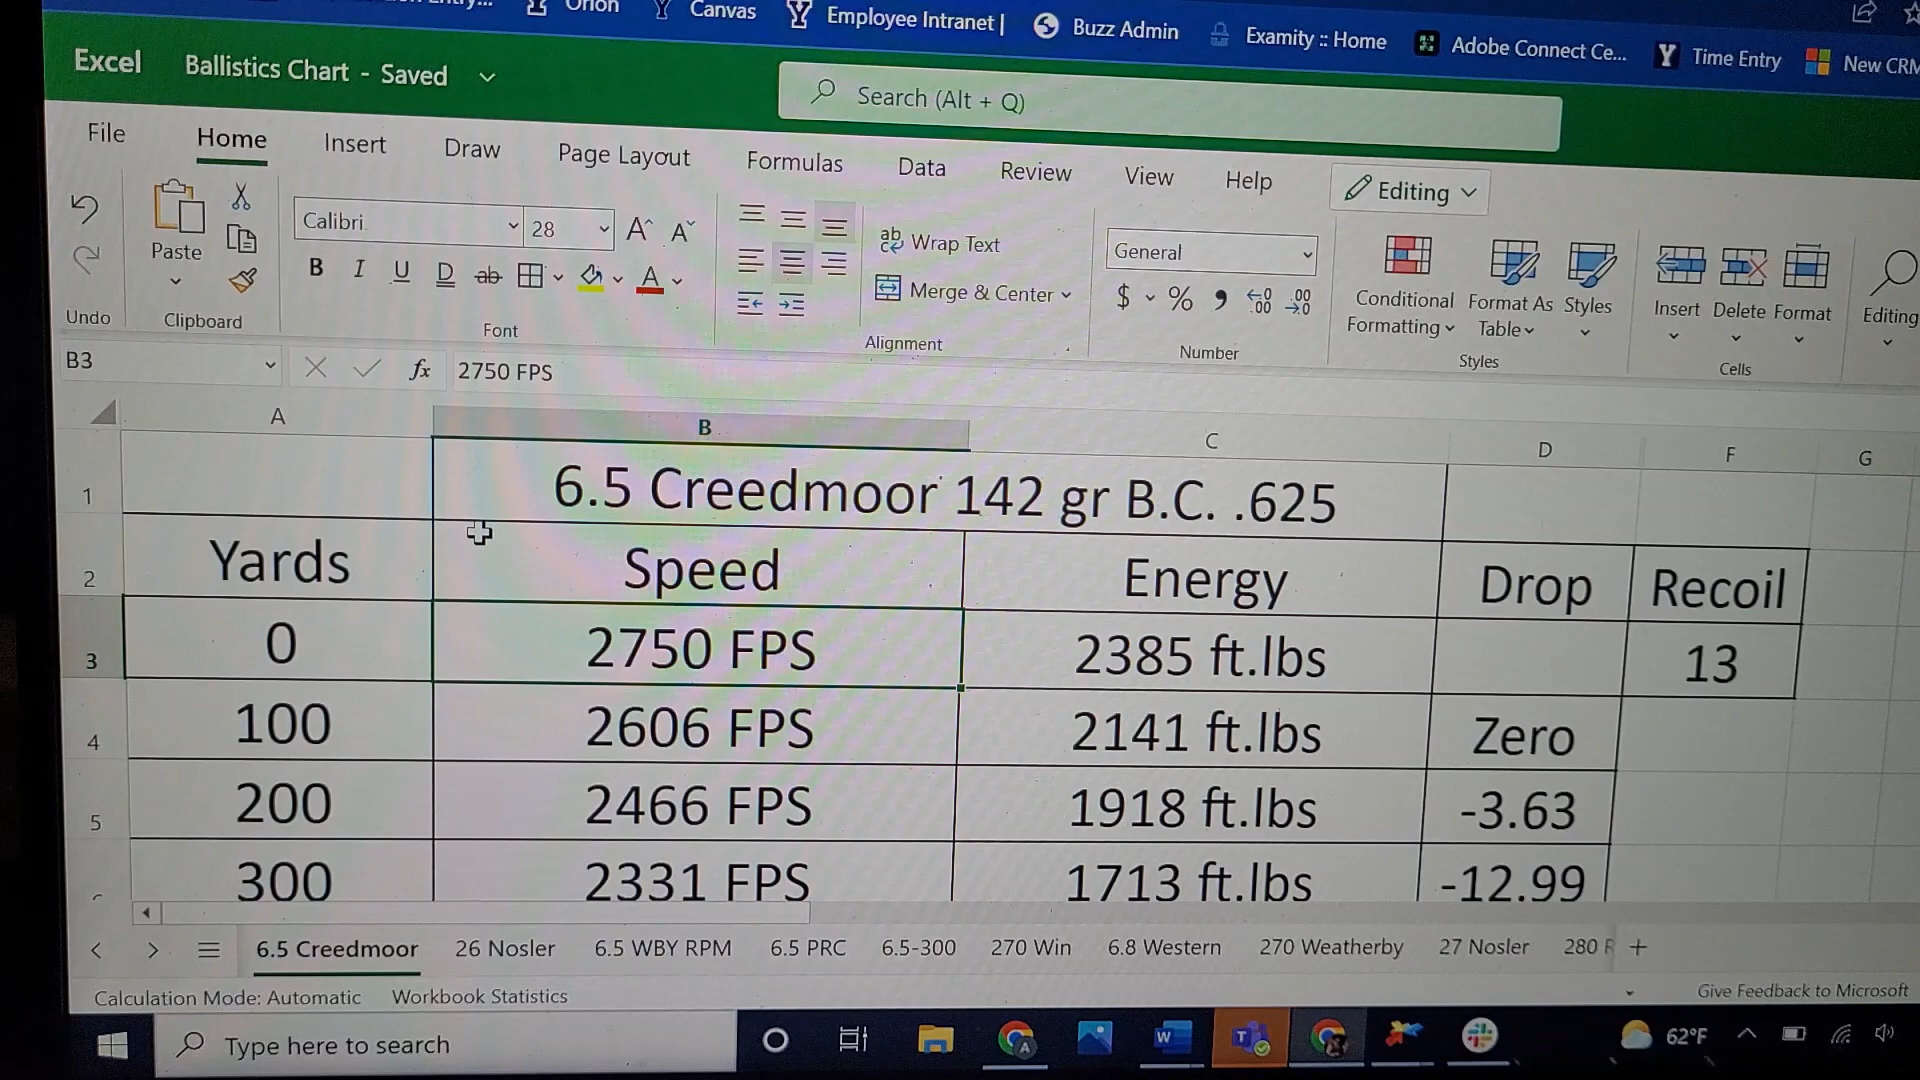 Orion
Canvas
Employee Intranet |
Buzz Admin
Examity :: Home
Adobe Connect Ce...
Time Entry
New CRM
Excel
Ballistics Chart - Saved
Search (Alt + Q)
File
Home
Insert
Draw
Page Layout
Formulas
Data
Review
View
Help
Editing
Paste
Calibri
28
Wrap Text
Merge & Center
General
Conditional
Formatting
Format As
Table
Styles
Insert
Delete
Format
Editing
Undo
Clipboard
Font
Alignment
Number
Styles
Cells
B3
fx
2750 FPS
A B C D F G
1 6.5 Creedmoor 142 gr B.C. .625
2 Yards Speed Energy Drop Recoil
3 0 2750 FPS 2385 ft.lbs 13
4 100 2606 FPS 2141 ft.lbs Zero
5 200 2466 FPS 1918 ft.lbs -3.63
300 2331 FPS 1713 ft.lbs -12.99
6.5 Creedmoor
26 Nosler
6.5 WBY RPM
6.5 PRC
6.5-300
270 Win
6.8 Western
270 Weatherby
27 Nosler
280
Calculation Mode: Automatic
Workbook Statistics
Give Feedback to Microsoft
Type here to search
62°F